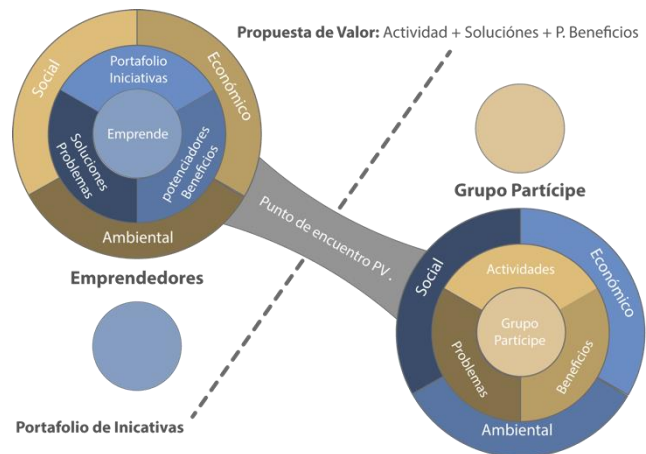 Propuesta de Valor: Actividad + Soluciónes + P. Beneficios
Social
Económico
Portafolio
Iniciativas
Emprende
Soluciones
Problemas
potenciadores
Beneficios
Ambiental
Emprendedores
Punto de encuentro PV .
Grupo Partícipe
Social
Económico
Actividades
Grupo
Partícipe
Problemas
Beneficios
Ambiental
Portafolio de Inicativas